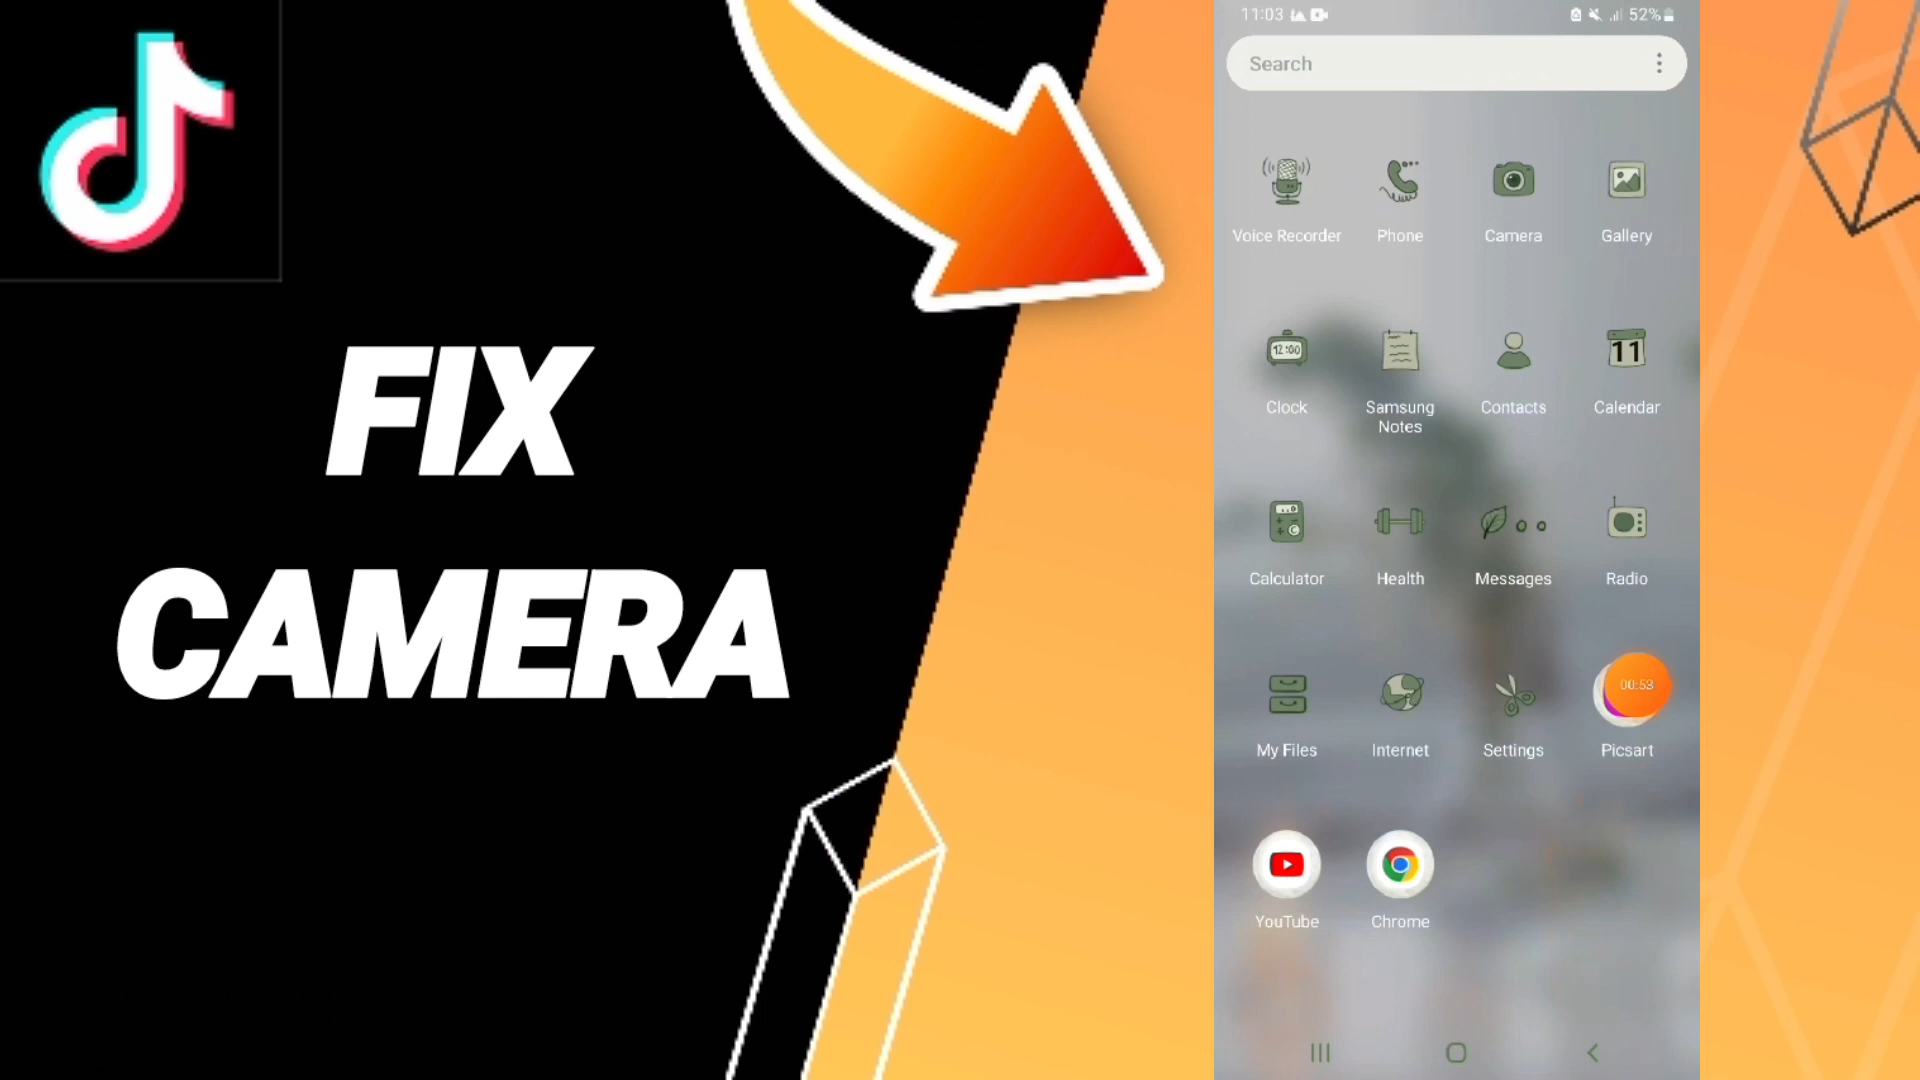 FIX
CAMERA
11:03
52%
Search
Voice Recorder
Phone
Camera
Gallery
12:00
11
Clock
Samsung
Notes
Contacts
Calendar
Calculator
Health
Messages
Radio
00:53
My Files
Internet
Settings
Picsart
YouTube
Chrome